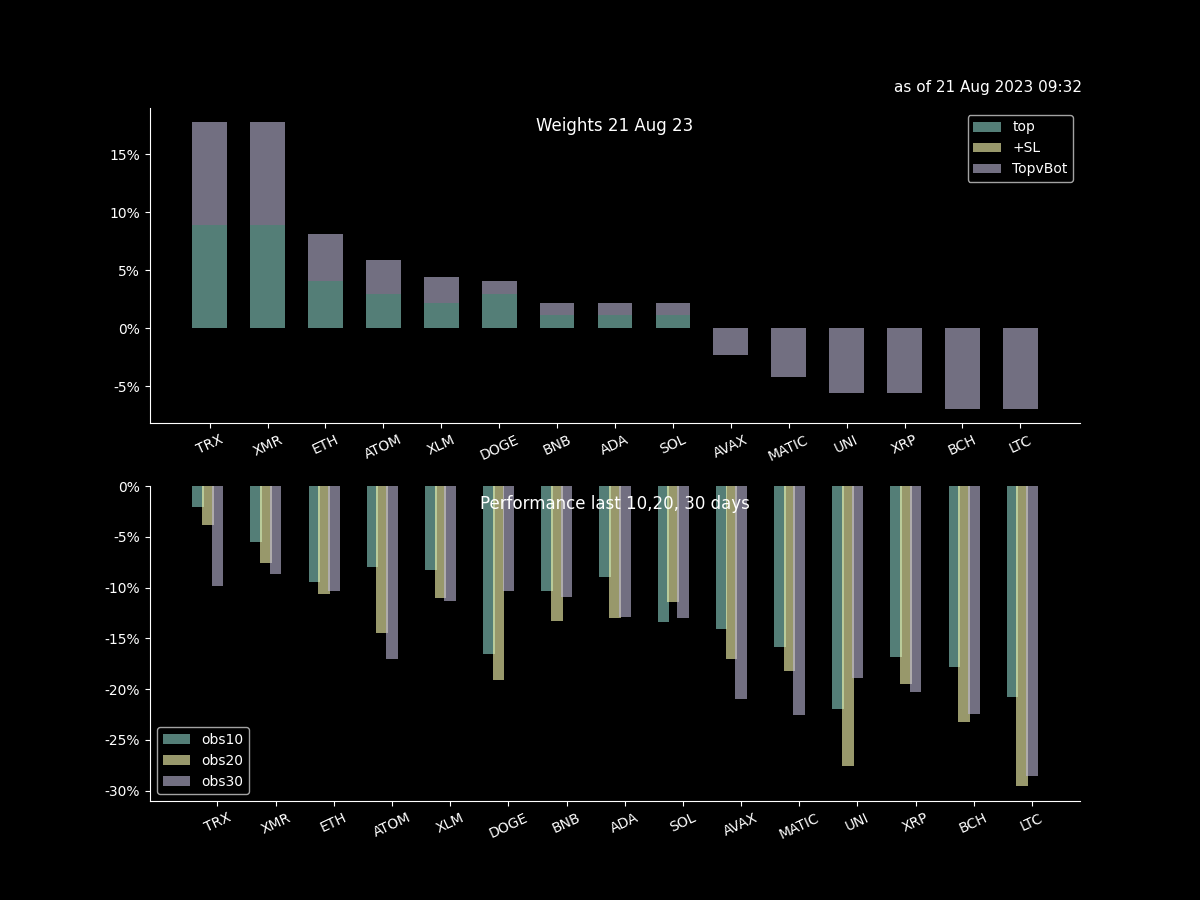 as of 21 Aug 2023 09:32
Weights 21 Aug 23
top
+SL
TopvBot
15%
10%
5%
0%
-5%
TRX XMR ETH ATOM XLM DOGE BNB ADA SOL AVAX MATIC UNI XRP BCH LTC
Performance last 10,20, 30 days
0%
-5%
-10%
-15%
-20%
-25%
-30%
obs10
obs20
obs30
TRX XMR ETH ATOM XLM DOGE BNB ADA SOL AVAX MATIC UNI XRP BCH LTC